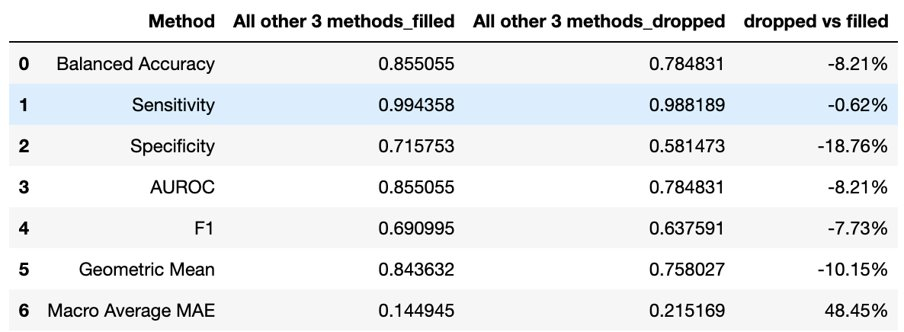 Method All other 3 methods_filled All other 3 methods_dropped dropped vs filled
0 Balanced Accuracy 0.855055 0.784831 -8.21%
1 Sensitivity 0.994358 0.988189 -0.62%
2 Specificity 0.715753 0.581473 -18.76%
3 AUROC 0.855055 0.784831 -8.21%
4 F1 0.690995 0.637591 -7.73%
5 Geometric Mean 0.843632 0.758027 -10.15%
6 Macro Average MAE 0.144945 0.215169 48.45%